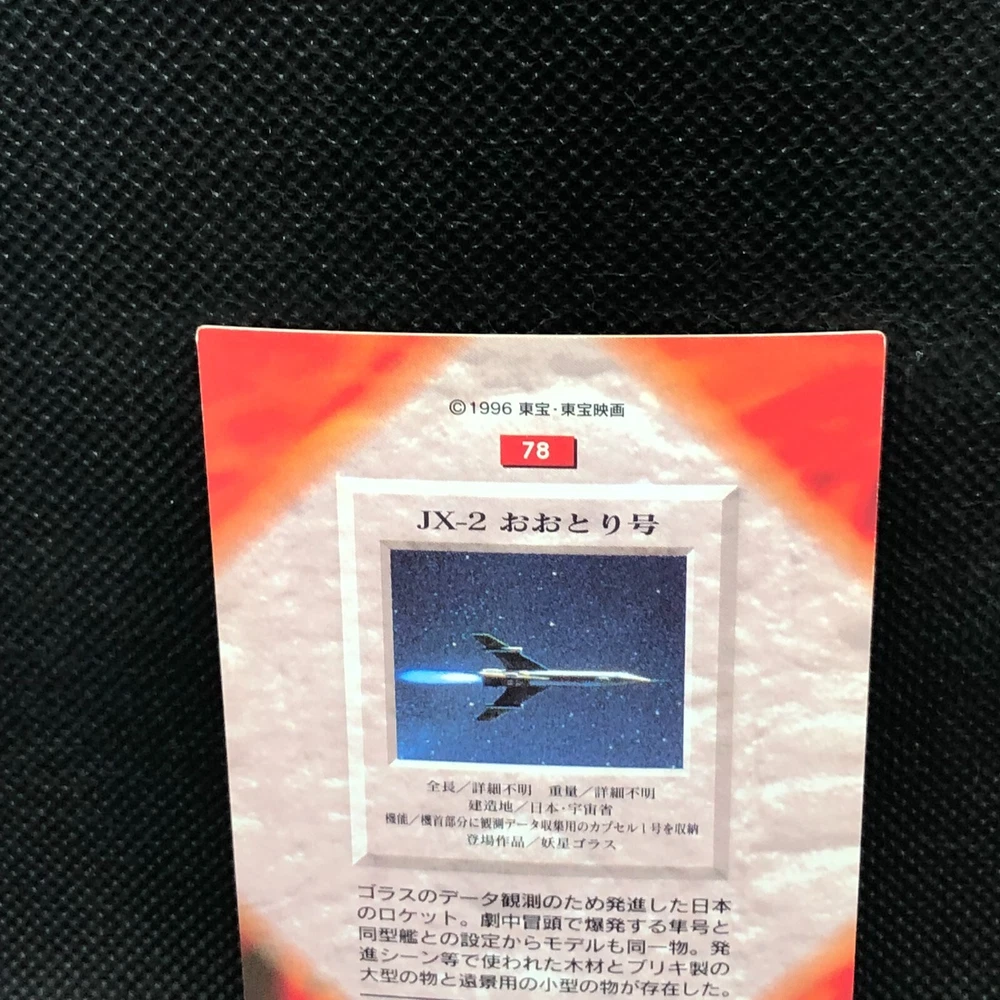 ©1996 東宝・東宝映画
78
JX-2 おおとり号
全長／詳細不明　重量／詳細不明
建造地／日本・宇宙省
機能／機首部分に観測データ収集用のカプセル1号を収納
登場作品／妖星ゴラス
ゴラスのデータ観測のため発進した日本
のロケット。劇中冒頭で爆発する隼号と
同型艦との設定からモデルも同一物。発
進シーン等で使われた木材とブリキ製の
大型の物と遠景用の小型の物が存在した。